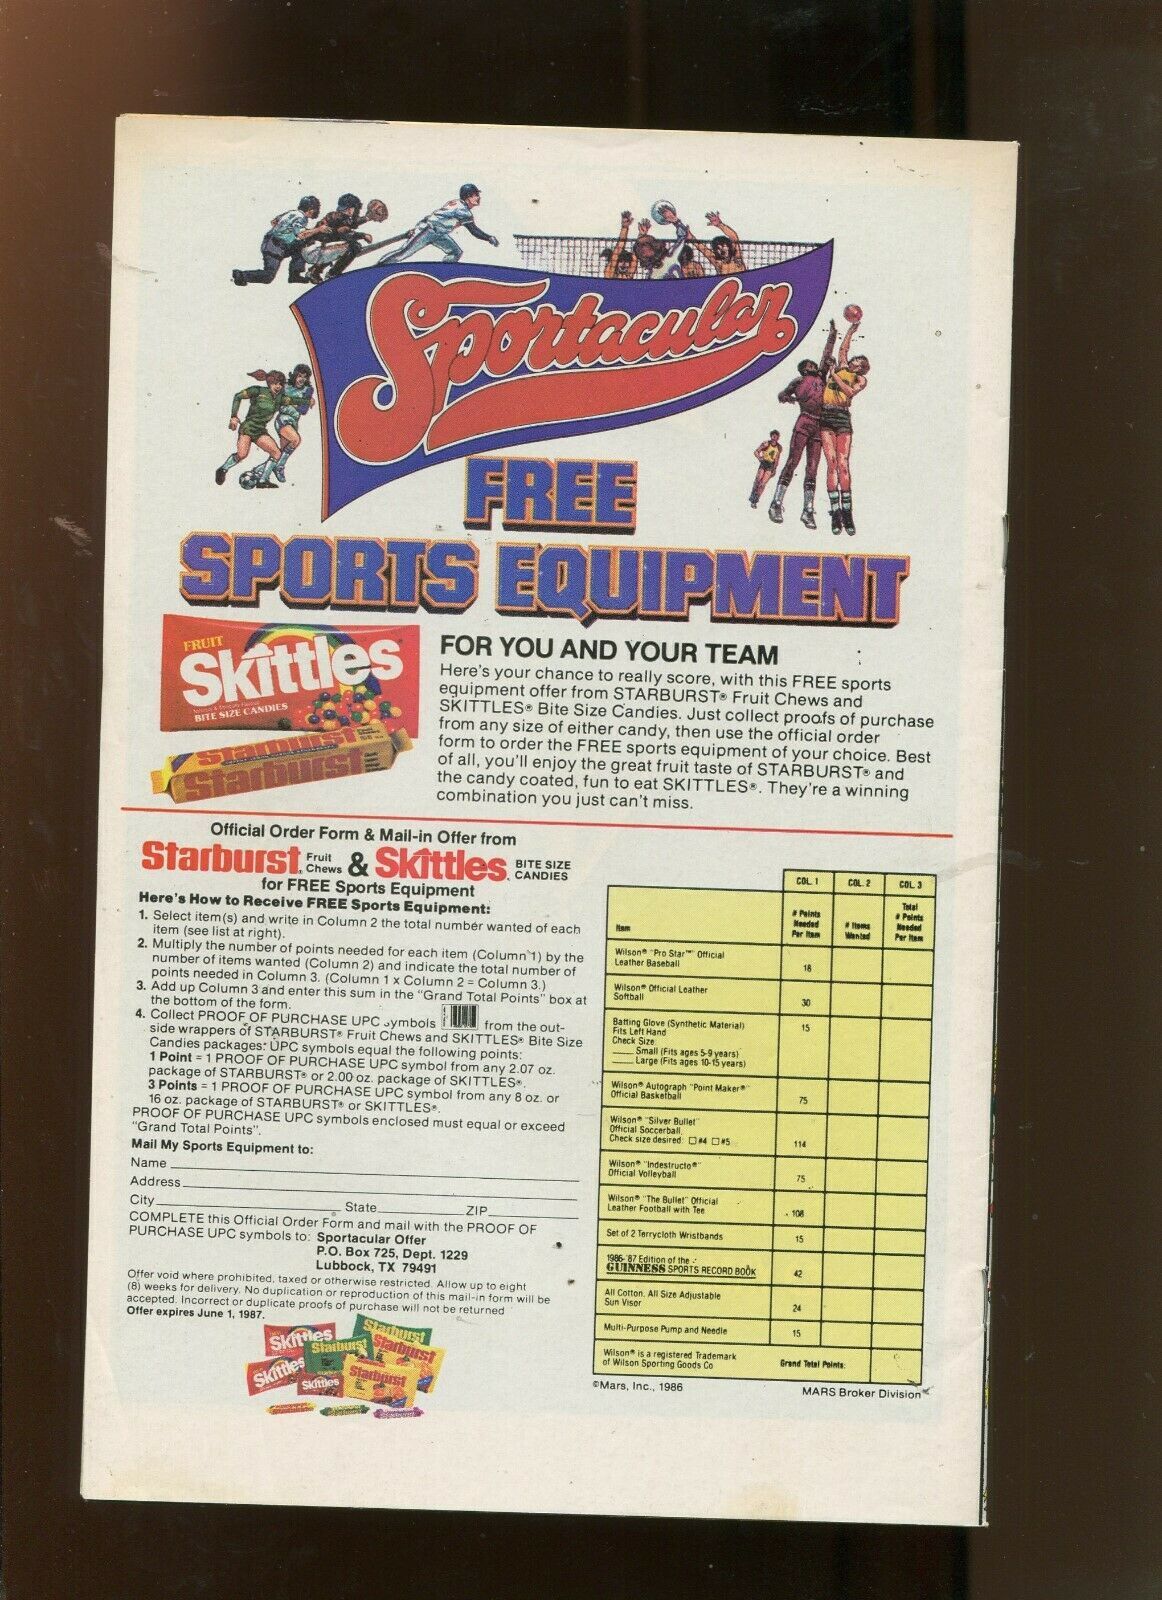 Sportacular
FREE
SPORTS EQUIPMENT
FRUIT
Skittles
BITE SIZE CANDIES
Starburst
Starburst
FOR YOU AND YOUR TEAM
Here's your chance to really score, with this FREE sports
equipment offer from STARBURST® Fruit Chews and
SKITTLES® Bite Size Candies. Just collect proofs of purchase
from any size of either candy, then use the official order
form to order the FREE sports equipment of your choice. Best
of all, you'll enjoy the great fruit taste of STARBURST® and
the candy coated, fun to eat SKITTLES®. They're a winning
combination you just can't miss.
Official Order Form & Mail-in Offer from
Starburst® Fruit Chews & Skittles® BITE SIZE CANDIES
for FREE Sports Equipment
Here's How to Receive FREE Sports Equipment:
1. Select item(s) and write in Column 2 the total number wanted of each
item (see list at right).
2. Multiply the number of points needed for each item (Column 1) by the
number of items wanted (Column 2) and indicate the total number of
points needed in Column 3. (Column 1 x Column 2 = Column 3.)
3. Add up Column 3 and enter this sum in the "Grand Total Points" box at
the bottom of the form.
4. Collect PROOF OF PURCHASE UPC symbols from the out-
side wrappers of STARBURST® Fruit Chews and SKITTLES® Bite Size
Candies packages. UPC symbols equal the following points:
1 Point = 1 PROOF OF PURCHASE UPC symbol from any 2.07 oz.
package of STARBURST® or 2.00 oz. package of SKITTLES®.
3 Points = 1 PROOF OF PURCHASE UPC symbol from any 8 oz. or
16 oz. package of STARBURST® or SKITTLES®.
PROOF OF PURCHASE UPC symbols enclosed must equal or exceed
"Grand Total Points".
Mail My Sports Equipment to:
Name
Address
City State ZIP
COMPLETE this Official Order Form and mail with the PROOF OF
PURCHASE UPC symbols to: Sportacular Offer
P.O. Box 725, Dept. 1229
Lubbock, TX 79491
Offer void where prohibited, taxed or otherwise restricted. Allow up to eight
(8) weeks for delivery. No duplication or reproduction of this mail-in form will be
accepted. Incorrect or duplicate proofs of purchase will not be returned
Offer expires June 1, 1987.
Skittles
Starburst
Starburst
Skittles
Starburst
Skittles
Starburst
COL. 1 COL. 2 COL. 3
Item # Points Needed Per Item # Items Wanted Total # Points Needed Per Item
Wilson® "Pro Star™" Official
Leather Baseball 18
Wilson® Official Leather
Softball 30
Batting Glove (Synthetic Material) 15
Fits Left Hand
Check Size:
Small (Fits ages 5-9 years)
Large (Fits ages 10-15 years)
Wilson® Autograph "Point Maker®"
Official Basketball 75
Wilson® "Silver Bullet"
Official Soccerball
Check size desired: □ #4 □ #5 114
Wilson® "Indestructo®"
Official Volleyball 75
Wilson® "The Bullet" Official
Leather Football with Tee 108
Set of 2 Terrycloth Wristbands 15
1986-'87 Edition of the
GUINNESS SPORTS RECORD BOOK 42
All Cotton, All Size Adjustable
Sun Visor 24
Multi-Purpose Pump and Needle 15
Wilson® is a registered Trademark
of Wilson Sporting Goods Co Grand Total Points:
©Mars, Inc., 1986 MARS Broker Division